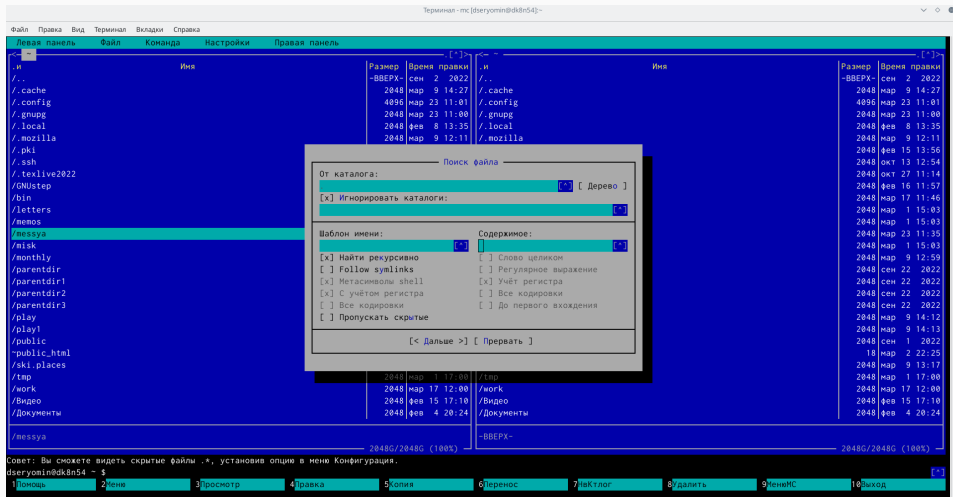 Терминал - mc [dseryomin@dk8n54]:~
Файл Правка Вид Терминал Вкладки Справка
Левая панель Файл Команда Настройки Правая панель
<- ~ .[^]> <- ~ .[^]>
.и Имя Размер Время правки .и Имя Размер Время правки
/.. -ВВЕРХ- сен 2 2022 /.. -ВВЕРХ- сен 2 2022
/.cache 2048 мар 9 14:27 /.cache 2048 мар 9 14:27
/.config 4096 мар 23 11:01 /.config 4096 мар 23 11:01
/.gnupg 2048 мар 23 11:00 /.gnupg 2048 мар 23 11:00
/.local 2048 фев 8 13:35 /.local 2048 фев 8 13:35
/.mozilla 2048 мар 9 12:11 /.mozilla 2048 мар 9 12:11
/.pki 2048 фев 15 13:56
/.ssh Поиск файла 2048 окт 13 12:54
/.texlive2022 От каталога: 2048 окт 27 11:14
/GNUstep [^] [ Дерево ] 2048 фев 16 11:57
/bin [x] Игнорировать каталоги: 2048 мар 17 11:46
/letters [^] 2048 мар 1 15:03
/memos 2048 мар 1 15:03
/messya Шаблон имени: Содержимое: 2048 мар 23 11:35
/misk [^] [^] 2048 мар 1 15:03
/monthly [x] Найти рекурсивно [ ] Слово целиком 2048 мар 9 12:59
/parentdir [ ] Follow symlinks [ ] Регулярное выражение 2048 сен 22 2022
/parentdir1 [x] Метасимволы shell [x] Учёт регистра 2048 сен 22 2022
/parentdir2 [x] С учётом регистра [ ] Все кодировки 2048 сен 22 2022
/parentdir3 [ ] Все кодировки [ ] До первого вхождения 2048 сен 22 2022
/play [ ] Пропускать скрытые 2048 мар 9 14:12
/play1 2048 мар 9 14:13
/public [< Дальше >] [ Прервать ] 2048 сен 1 2022
~public_html 18 мар 2 22:25
/ski.places 2048 мар 9 13:17
/tmp 2048 мар 1 17:00 /tmp 2048 мар 1 17:00
/work 2048 мар 17 12:00 /work 2048 мар 17 12:00
/Видео 2048 фев 15 17:10 /Видео 2048 фев 15 17:10
/Документы 2048 фев 4 20:24 /Документы 2048 фев 4 20:24
/messya -ВВЕРХ-
2048G/2048G (100%) 2048G/2048G (100%)
Совет: Вы сможете видеть скрытые файлы .*, установив опцию в меню Конфигурация.
dseryomin@dk8n54 ~ $ [^]
1Помощь 2Меню 3Просмотр 4Правка 5Копия 6Перенос 7НвКтлог 8Удалить 9МенюMC 10Выход